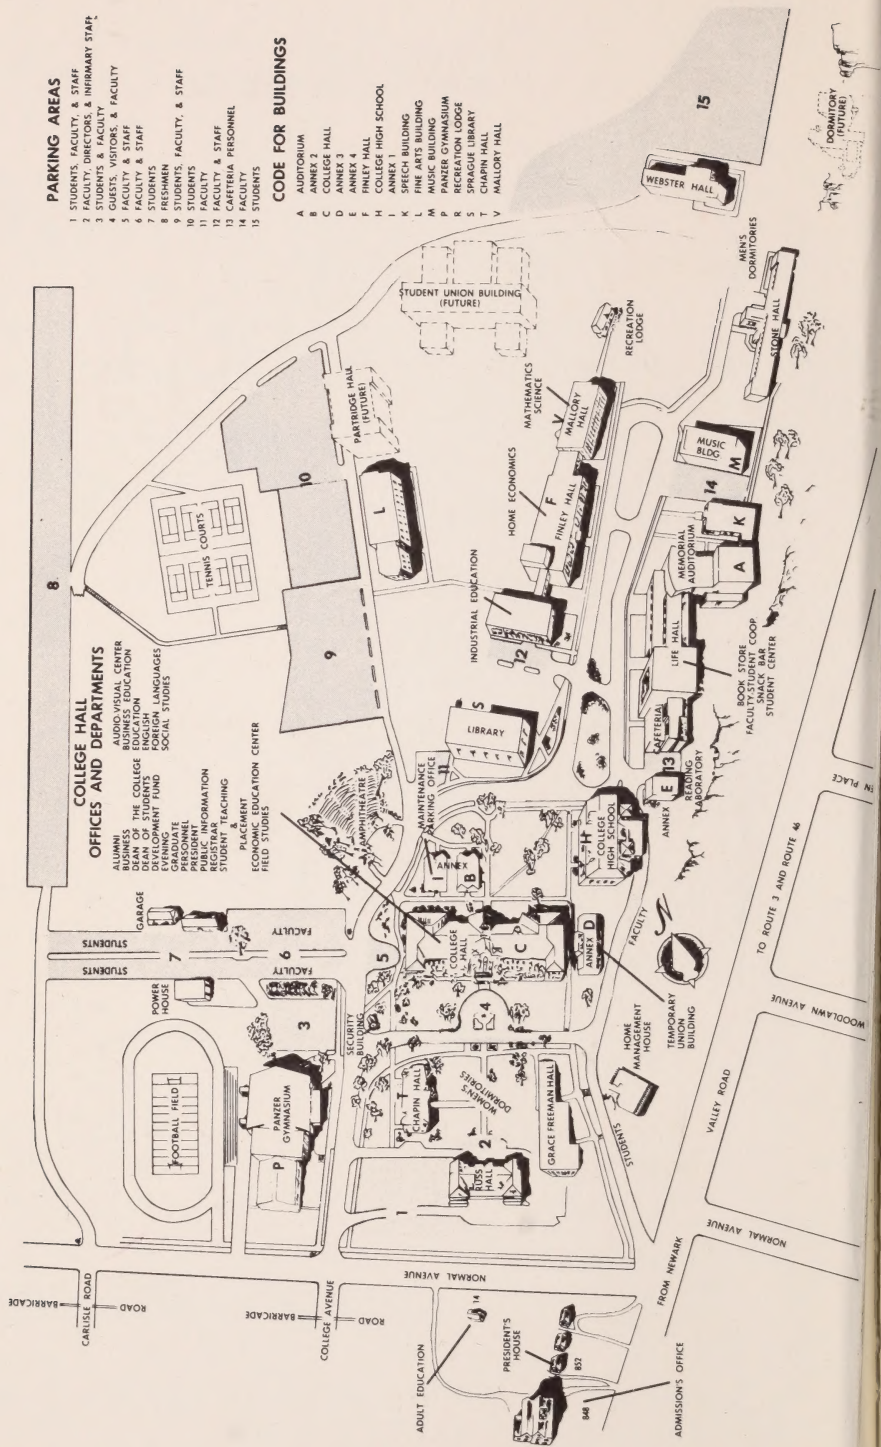 PARKING AREAS
1 STUDENTS, FACULTY, & STAFF
2 FACULTY, DIRECTORS, & INFIRMARY STAFF
3 STUDENTS & FACULTY
4 GUESTS, VISITORS, & FACULTY
5 FACULTY & STAFF
6 FACULTY & STAFF
7 STUDENTS
8 FRESHMEN
9 STUDENTS, FACULTY, & STAFF
10 STUDENTS
11 FACULTY
12 FACULTY & STAFF
13 CAFETERIA PERSONNEL
14 FACULTY
15 STUDENTS
CODE FOR BUILDINGS
A AUDITORIUM
B ANNEX 2
C COLLEGE HALL
D ANNEX 3
E ANNEX 4
F FINLEY HALL
H COLLEGE HIGH SCHOOL
I ANNEX 1
K SPEECH BUILDING
L FINE ARTS BUILDING
M MUSIC BUILDING
P PANZER GYMNASIUM
R RECREATION LODGE
S SPRAGUE LIBRARY
T CHAPIN HALL
V MALLORY HALL
COLLEGE HALL
OFFICES AND DEPARTMENTS
ALUMNI
BUSINESS
DEAN OF THE COLLEGE
DEAN OF STUDENTS
DEVELOPMENT FUND
EVENING
GRADUATE
PERSONNEL
PRESIDENT
PUBLIC INFORMATION
REGISTRAR
STUDENT TEACHING
&
PLACEMENT
ECONOMIC EDUCATION CENTER
FIELD STUDIES
AUDIO-VISUAL CENTER
BUSINESS EDUCATION
EDUCATION
ENGLISH
FOREIGN LANGUAGES
SOCIAL STUDIES
8
STUDENTS
STUDENTS
7
GARAGE
POWER
HOUSE
FACULTY
FACULTY
6
3
5
FOOTBALL FIELD
PANZER
GYMNASIUM
P
SECURITY
BUILDING
TENNIS COURTS
9
10
PARTRIDGE HALL
(FUTURE)
L
STUDENT UNION BUILDING
(FUTURE)
15
WEBSTER HALL
DORMITORY
(FUTURE)
MEN'S
DORMITORIES
STONE HALL
RECREATION
LODGE
MATHEMATICS
SCIENCE
V
MALLORY
HALL
HOME ECONOMICS
F
FINLEY HALL
INDUSTRIAL EDUCATION
12
MUSIC
BLDG
M
14
K
MEMORIAL
AUDITORIUM
A
LIFE HALL
BOOK STORE
FACULTY-STUDENT COOP
SNACK BAR
STUDENT CENTER
CAFETERIA
13
E
ANNEX
READING
LABORATORY
S
LIBRARY
11
MAINTENANCE
PARKING OFFICE
AMPHITHEATRE
I
ANNEX
B
H
COLLEGE
HIGH SCHOOL
COLLEGE
HALL
C
ANNEX D
FACULTY
4
CHAPIN HALL
T
WOMEN'S
DORMITORIES
2
RUSS
HALL
GRACE FREEMAN HALL
1
STUDENTS
HOME
MANAGEMENT
HOUSE
TEMPORARY
UNION
BUILDING
N
CARLISLE ROAD
ROAD
BARRICADE
COLLEGE AVENUE
ROAD
BARRICADE
NORMAL AVENUE
NORMAL AVENUE
VALLEY ROAD
WOODLAWN AVENUE
EN PLACE
TO ROUTE 3 AND ROUTE 46
FROM NEWARK
ADULT EDUCATION
14
PRESIDENT'S
HOUSE
852
848
ADMISSION'S OFFICE